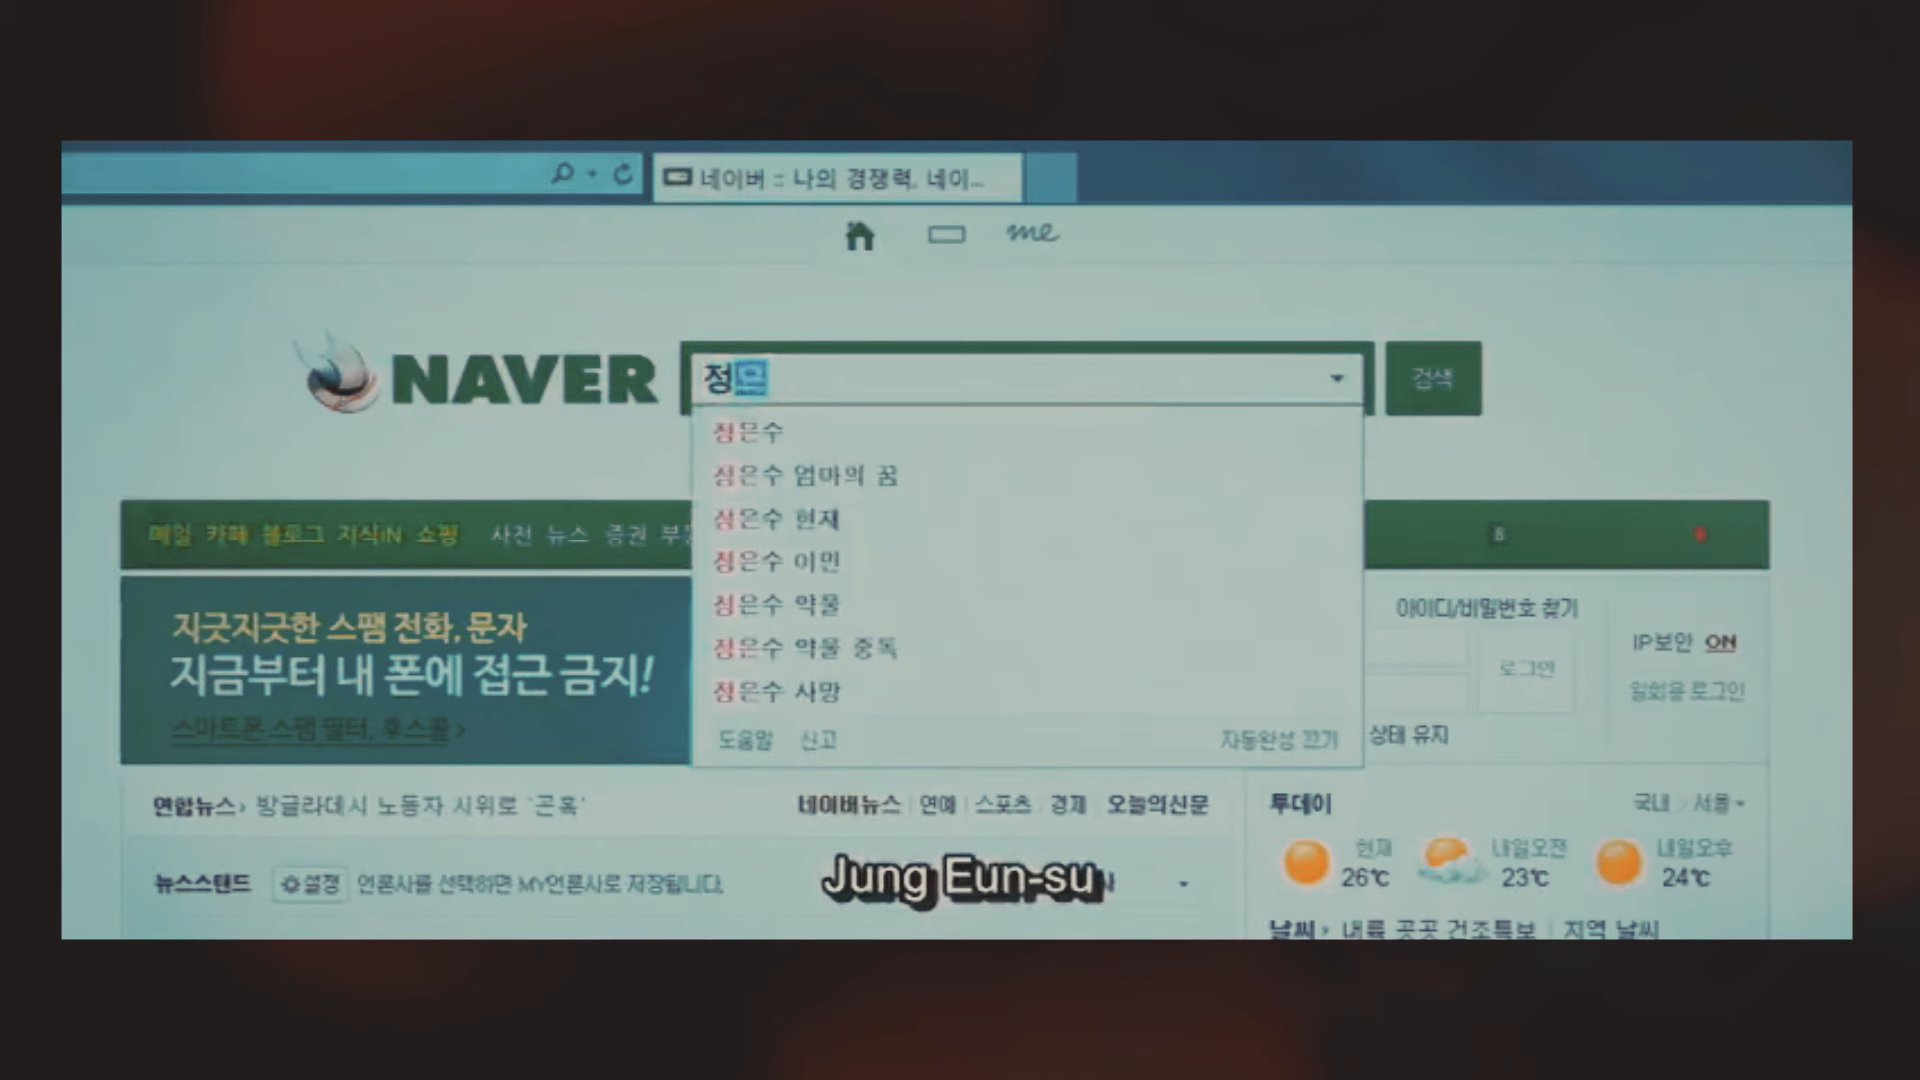 네이버 :: 나의 경쟁력, 네이...
me
NAVER
정은
검색
정은수
정은수 엄마의 꿈
정은수 현재
정은수 이민
정은수 약물
정은수 약물 중독
정은수 사망
도움말 신고 자동완성 끄기
메일 카페 블로그 지식iN 쇼핑 사전 뉴스 증권
8
지긋지긋한 스팸 전화, 문자
지금부터 내 폰에 접근 금지!
스마트폰 스팸 필터, 후스콜 >
아이디/비밀번호 찾기
로그인
IP보안 ON
일회용 로그인
상태 유지
연합뉴스 › 방글라데시 노동자 시위로 '곤혹'
네이버뉴스 연예 스포츠 경제 오늘의신문
뉴스스탠드 설정 언론사를 선택하면 MY언론사로 저장됩니다.
투데이 국내 서울
현재 26℃
내일오전 23℃
내일오후 24℃
날씨 › 내륙 곳곳 건조특보 지역 날씨
Jung Eun-su